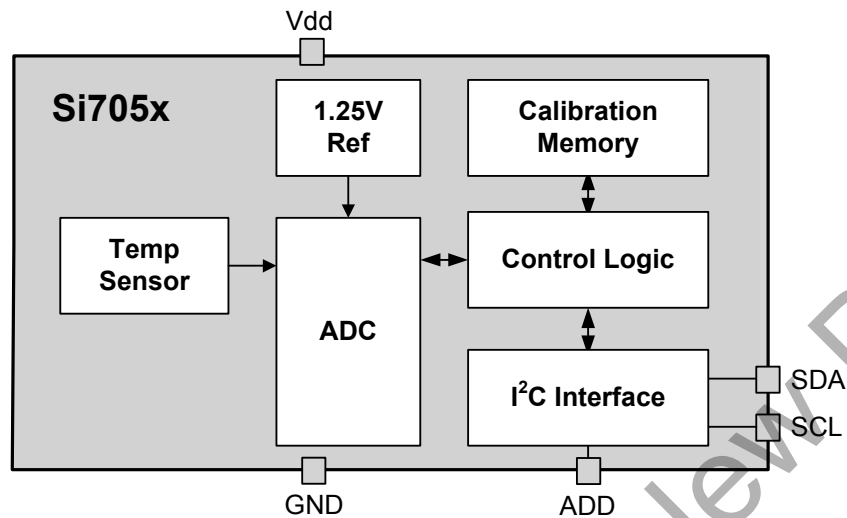 Vdd
Si705x
1.25V
Ref
Calibration
Memory
Temp
Sensor
ADC
Control Logic
I²C Interface
SDA
SCL
GND
ADD